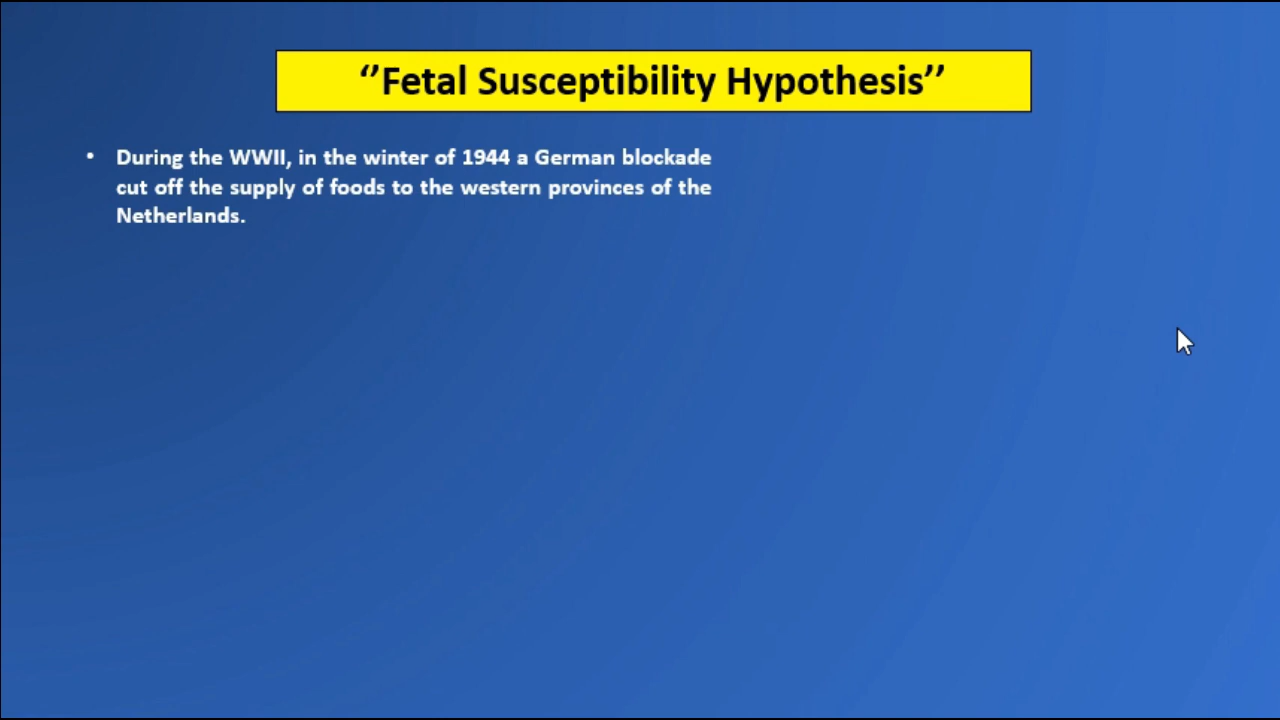 ‘’Fetal Susceptibility Hypothesis’’
• During the WWII, in the winter of 1944 a German blockade
cut off the supply of foods to the western provinces of the
Netherlands.